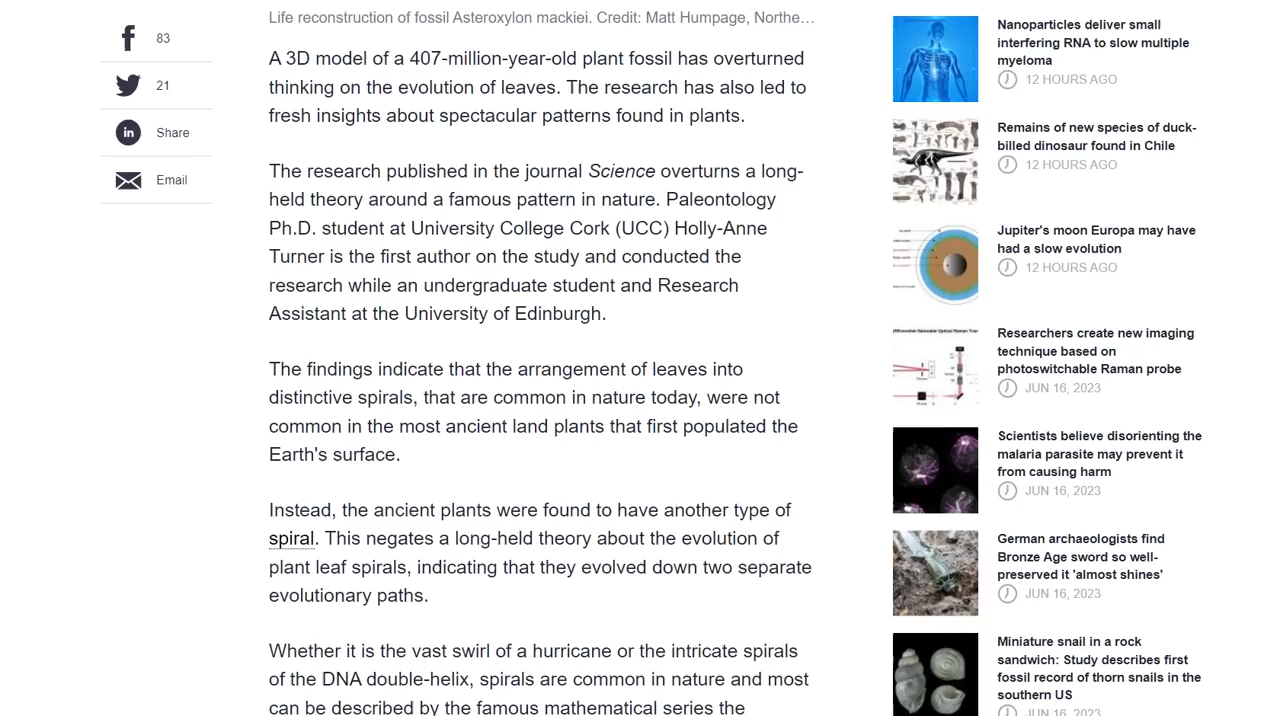 Life reconstruction of fossil Asteroxylon mackiei. Credit: Matt Humpage, Northe…
83
21
Share
Email
A 3D model of a 407-million-year-old plant fossil has overturned
thinking on the evolution of leaves. The research has also led to
fresh insights about spectacular patterns found in plants.
The research published in the journal Science overturns a long-
held theory around a famous pattern in nature. Paleontology
Ph.D. student at University College Cork (UCC) Holly-Anne
Turner is the first author on the study and conducted the
research while an undergraduate student and Research
Assistant at the University of Edinburgh.
The findings indicate that the arrangement of leaves into
distinctive spirals, that are common in nature today, were not
common in the most ancient land plants that first populated the
Earth's surface.
Instead, the ancient plants were found to have another type of
spiral. This negates a long-held theory about the evolution of
plant leaf spirals, indicating that they evolved down two separate
evolutionary paths.
Whether it is the vast swirl of a hurricane or the intricate spirals
of the DNA double-helix, spirals are common in nature and most
can be described by the famous mathematical series the
Nanoparticles deliver small
interfering RNA to slow multiple
myeloma
12 HOURS AGO
Remains of new species of duck-
billed dinosaur found in Chile
12 HOURS AGO
Jupiter's moon Europa may have
had a slow evolution
12 HOURS AGO
Researchers create new imaging
technique based on
photoswitchable Raman probe
JUN 16, 2023
Scientists believe disorienting the
malaria parasite may prevent it
from causing harm
JUN 16, 2023
German archaeologists find
Bronze Age sword so well-
preserved it 'almost shines'
JUN 16, 2023
Miniature snail in a rock
sandwich: Study describes first
fossil record of thorn snails in the
southern US
JUN 16, 2023